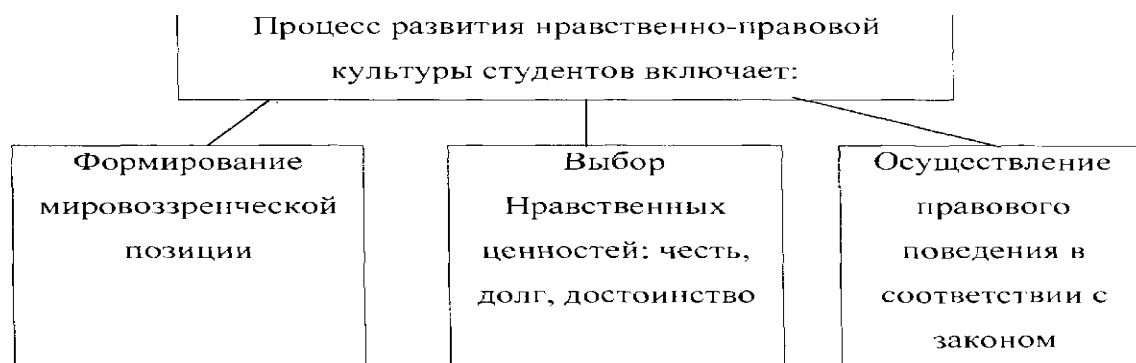 Процесс развития нравственно-правовой
культуры студентов включает:
Формирование
мировоззренческой
позиции
Выбор
Нравственных
ценностей: честь,
долг, достоинство
Осуществление
правового
поведения в
соответствии с
законом